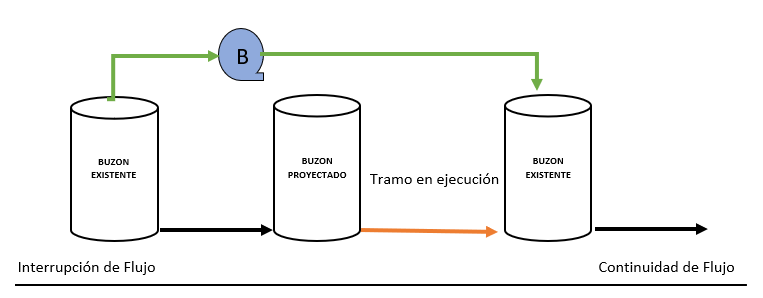 B
BUZON
EXISTENTE
BUZON
PROYECTADO
Tramo en ejecución
BUZON
EXISTENTE
Interrupción de Flujo
Continuidad de Flujo